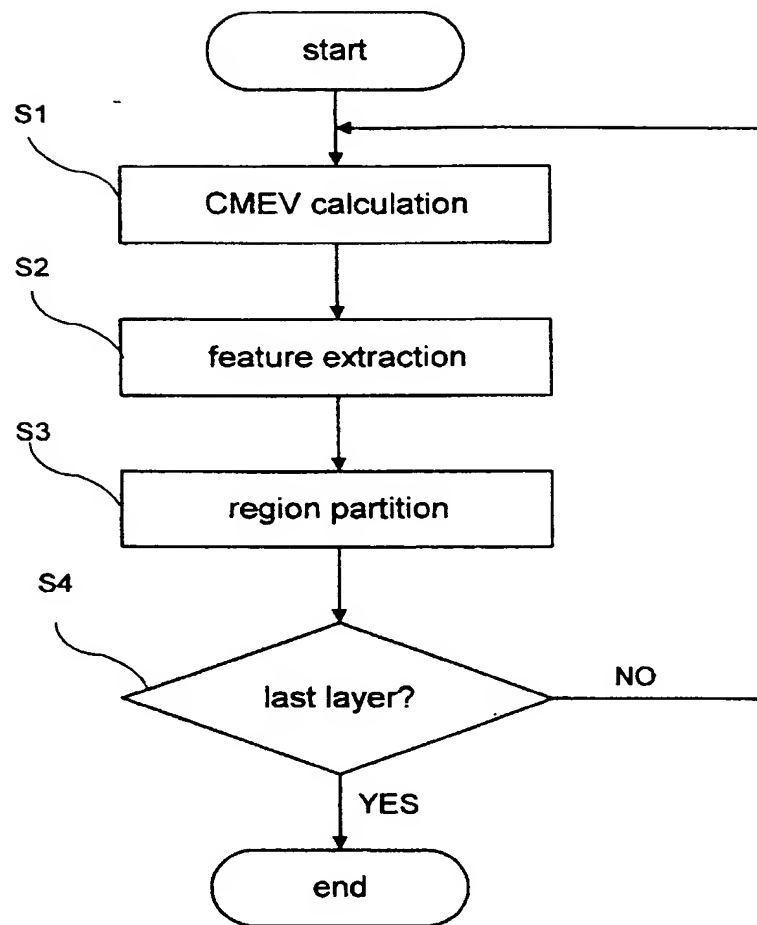 start
S1
CMEV calculation
S2
feature extraction
S3
region partition
S4
last layer?
NO
YES
end